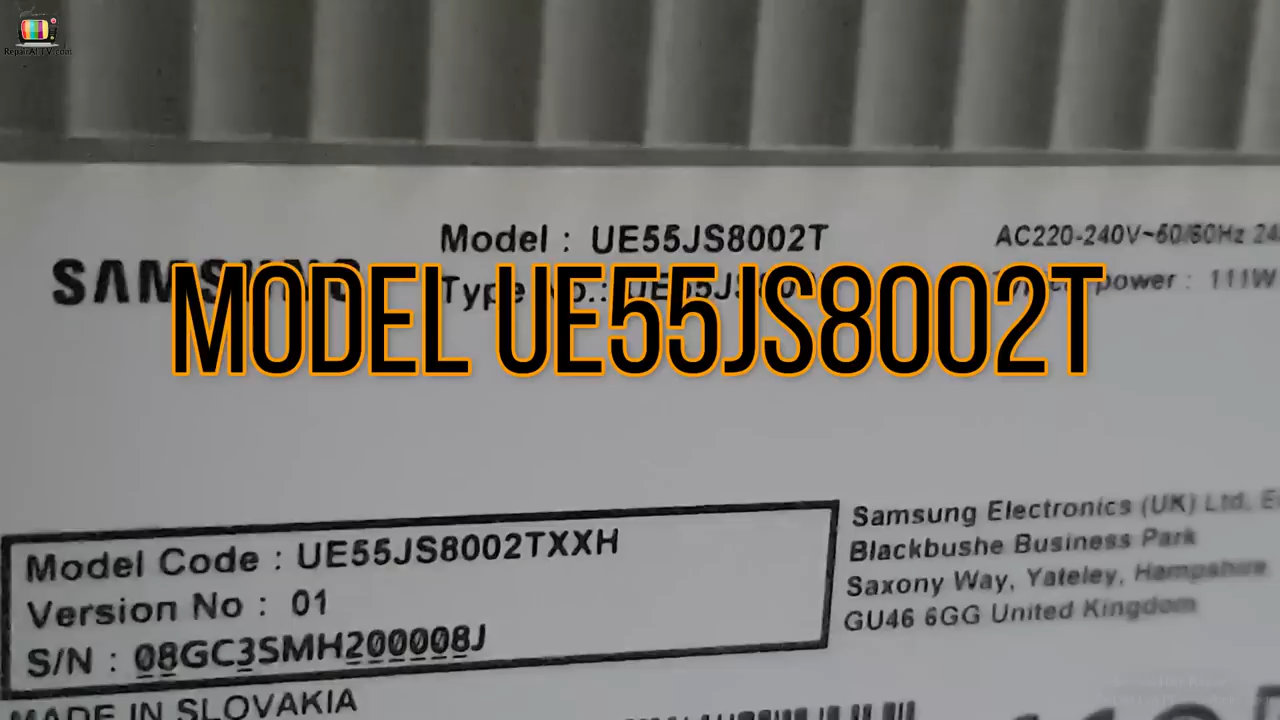 RepairAllTV.com
Model : UE55JS8002T
AC220-240V~50/60Hz 24
SAMSUNG
Type No.:
power : 111W
MODEL UE55JS8002T
Model Code : UE55JS8002TXXH
Version No : 01
S/N : 08GC3SMH200008J
MADE IN SLOVAKIA
Samsung Electronics (UK) Ltd, E
Blackbushe Business Park
Saxony Way, Yateley, Hampshire
GU46 6GG United Kingdom